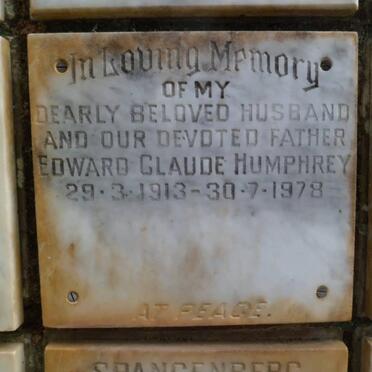 In Loving Memory
OF MY
DEARLY BELOVED HUSBAND
AND OUR DEVOTED FATHER
EDWARD CLAUDE HUMPHREY
29·3·1913-30·7·1978
AT PEACE.
SPANGENBERG